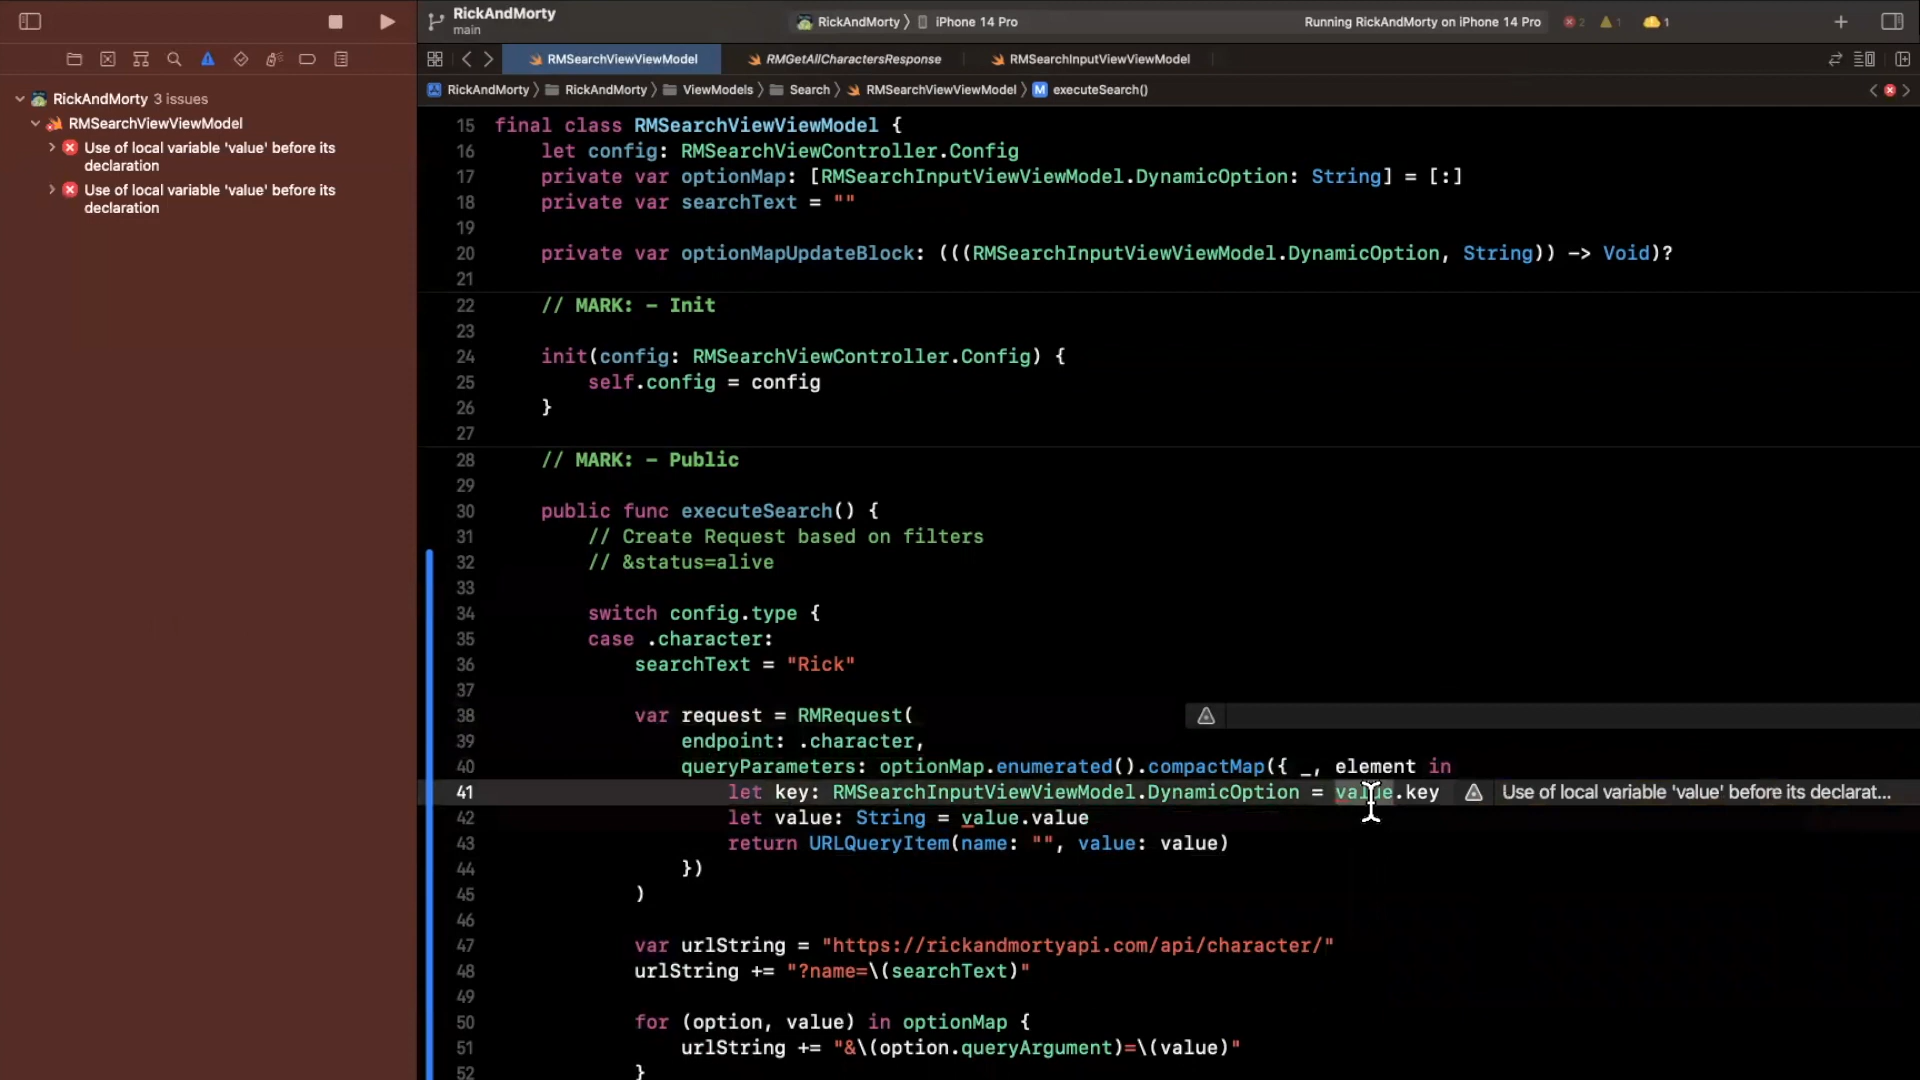 RickAndMorty
main
RickAndMorty
iPhone 14 Pro
Running RickAndMorty on iPhone 14 Pro
2
1
1
RMSearchViewViewModel
RMGetAllCharactersResponse
RMSearchInputViewViewModel
RickAndMorty
RickAndMorty
ViewModels
Search
RMSearchViewViewModel
M executeSearch()
RickAndMorty 3 issues
RMSearchViewViewModel
Use of local variable 'value' before its
declaration
Use of local variable 'value' before its
declaration
15 final class RMSearchViewViewModel {
16 let config: RMSearchViewController.Config
17 private var optionMap: [RMSearchInputViewViewModel.DynamicOption: String] = [:]
18 private var searchText = ""
19
20 private var optionMapUpdateBlock: (((RMSearchInputViewViewModel.DynamicOption, String)) -> Void)?
21
22 // MARK: - Init
23
24 init(config: RMSearchViewController.Config) {
25 self.config = config
26 }
27
28 // MARK: - Public
29
30 public func executeSearch() {
31 // Create Request based on filters
32 // &status=alive
33
34 switch config.type {
35 case .character:
36 searchText = "Rick"
37
38 var request = RMRequest(
39 endpoint: .character,
40 queryParameters: optionMap.enumerated().compactMap({ _, element in
41 let key: RMSearchInputViewViewModel.DynamicOption = value.key Use of local variable 'value' before its declarat...
42 let value: String = value.value
43 return URLQueryItem(name: "", value: value)
44 })
45 )
46
47 var urlString = "https://rickandmortyapi.com/api/character/"
48 urlString += "?name=\(searchText)"
49
50 for (option, value) in optionMap {
51 urlString += "&\(option.queryArgument)=\(value)"
52 }